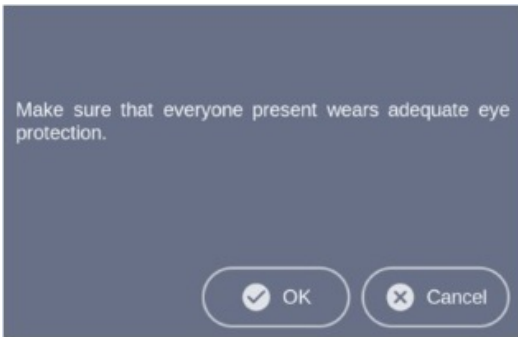 Make sure that everyone present wears adequate eye
protection.
OK
Cancel